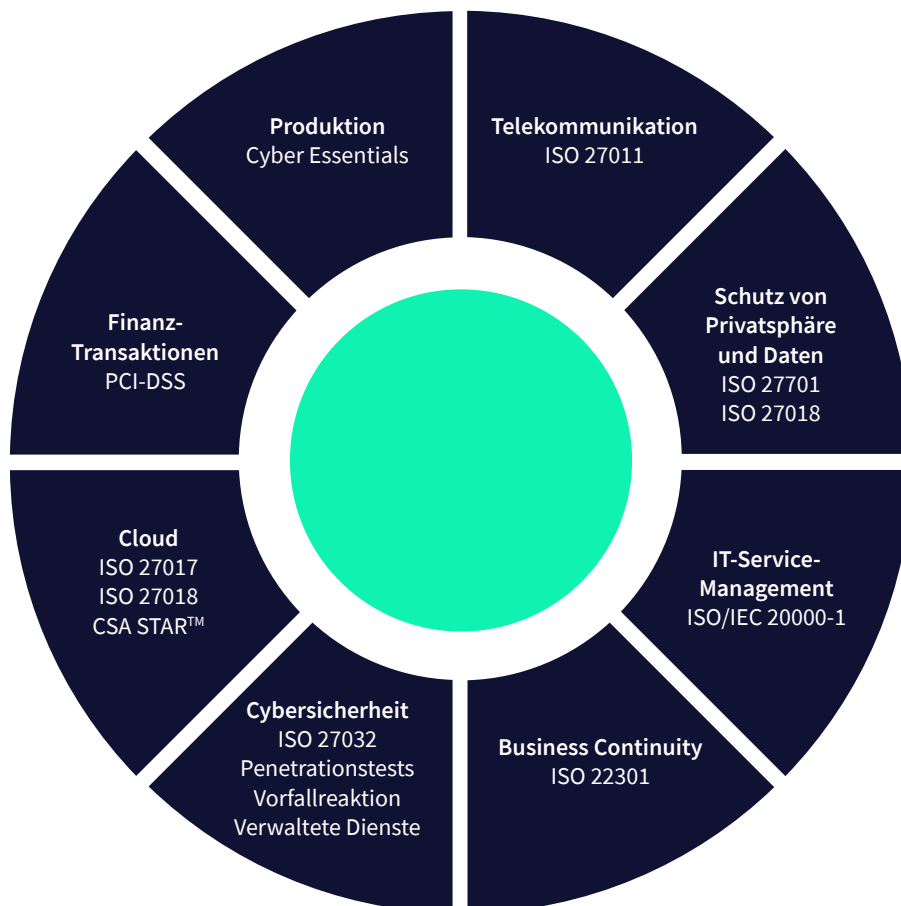 Produktion
Cyber Essentials
Telekommunikation
ISO 27011
Schutz von
Privatsphäre
und Daten
ISO 27701
ISO 27018
IT-Service-
Management
ISO/IEC 20000-1
Business Continuity
ISO 22301
Cybersicherheit
ISO 27032
Penetrationstests
Vorfallreaktion
Verwaltete Dienste
Cloud
ISO 27017
ISO 27018
CSA STAR™
Finanz-
Transaktionen
PCI-DSS